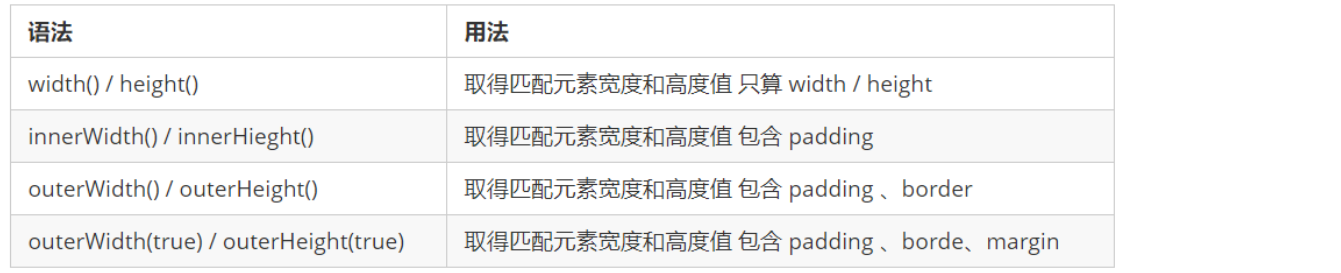 语法 用法
width() / height() 取得匹配元素宽度和高度值 只算 width / height
innerWidth() / innerHieght() 取得匹配元素宽度和高度值 包含 padding
outerWidth() / outerHeight() 取得匹配元素宽度和高度值 包含 padding 、border
outerWidth(true) / outerHeight(true) 取得匹配元素宽度和高度值 包含 padding 、borde、margin